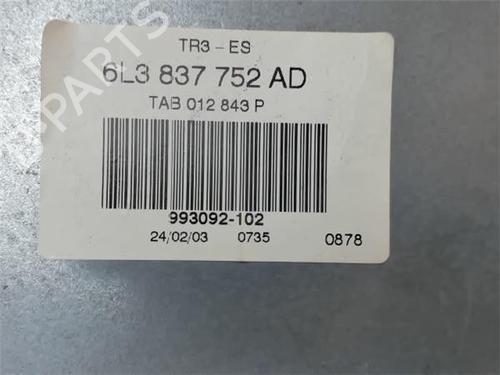 TR3 - ES
6L3 837 752 AD
TAB 012 843 P
993092-102
24/02/03 0735 0878